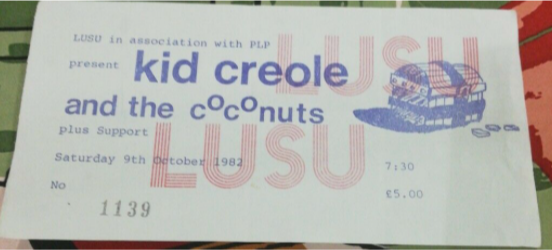 LUSU in association with PLP
LUSU
present kid creole
and the coconuts
plus Support
LUSU
Saturday 9th October 1982
7:30
No
£5.00
1139